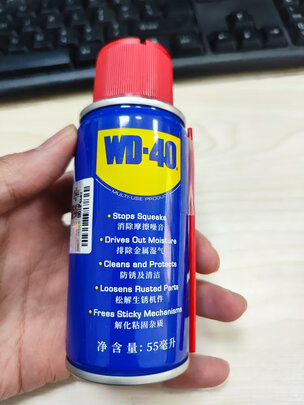 WD-40
MULTI-USE PRODUCT
• Stops Squeaks
消除摩擦噪音
• Drives Out Moisture
排除金属湿气
• Cleans and Protects
防锈及清洁
• Loosens Rusted Parts
松解生锈机件
• Frees Sticky Mechanisms
解化粘固杂质
净含量:55毫升